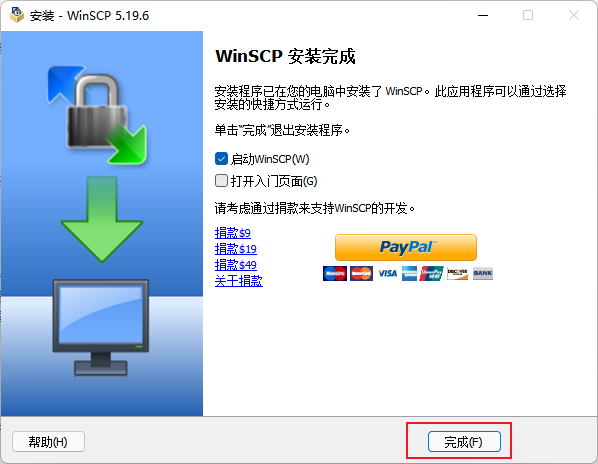 安装 - WinSCP 5.19.6
WinSCP 安装完成
安装程序已在您的电脑中安装了 WinSCP。此应用程序可以通过选择
安装的快捷方式运行。
单击“完成”退出安装程序。
启动WinSCP(W)
打开入门页面(G)
请考虑通过捐款来支持WinSCP的开发。
捐款$9
捐款$19
捐款$49
关于捐款
PayPal
VISA
BANK
帮助(H)
完成(F)